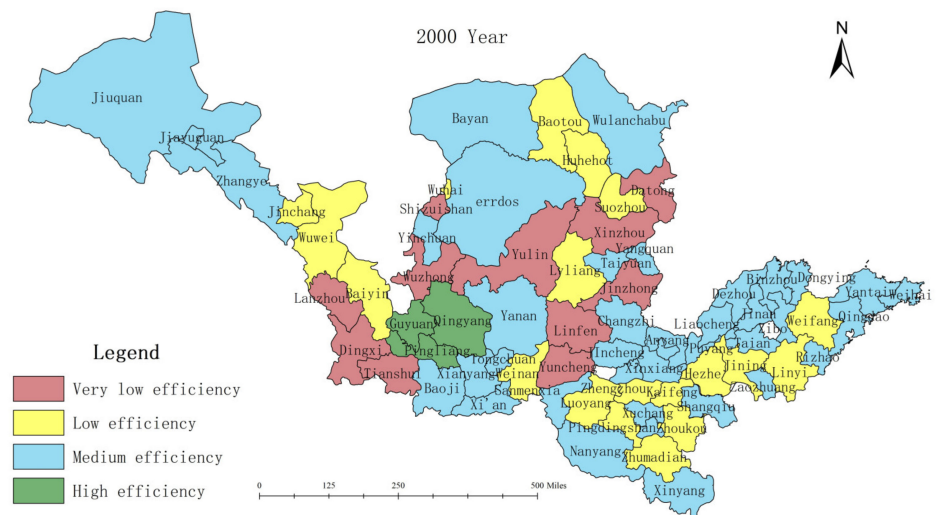 2000 Year
N
Jiuquan
Jiayuguan
Zhangye
Jinchang
Wuwei
Lanzhou
Baiyin
Dingxi
Tianshui
Bayan
Baotou
Wulanchabu
Huhehot
Wuhai
Shizuishan
errdos
Suozhou
Datong
Yinchuan
Xinzhou
Yangquan
Wuzhong
Yulin
Lyliang
Taiyuan
Jinzhong
Guyuan
Qingyang
Yanan
Linfen
Changzhi
Pingliang
Tongchuan
Yuncheng
JIncheng
Anyang
Baoji
Xianyang
Weinan
Xi'an
Sanmenxia
Binzhou
Dongying
Dezhou
Yantai
Weihai
Jinan
Weifang
Qingdao
Liaocheng
Zibo
Puyang
Taian
Rizhao
Xinxiang
Heze
Jining
Linyi
Zaozhuang
Zhengzhou
Kaifeng
Luoyang
Xuchang
Shangqiu
Pingdingshan
Zhoukou
Nanyang
Zhumadian
Xinyang
Legend
Very low efficiency
Low efficiency
Medium efficiency
High efficiency
0 125 250 500 Miles